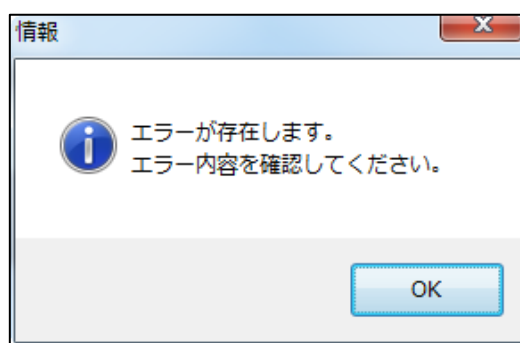 情報
エラーが存在します。
エラー内容を確認してください。
OK